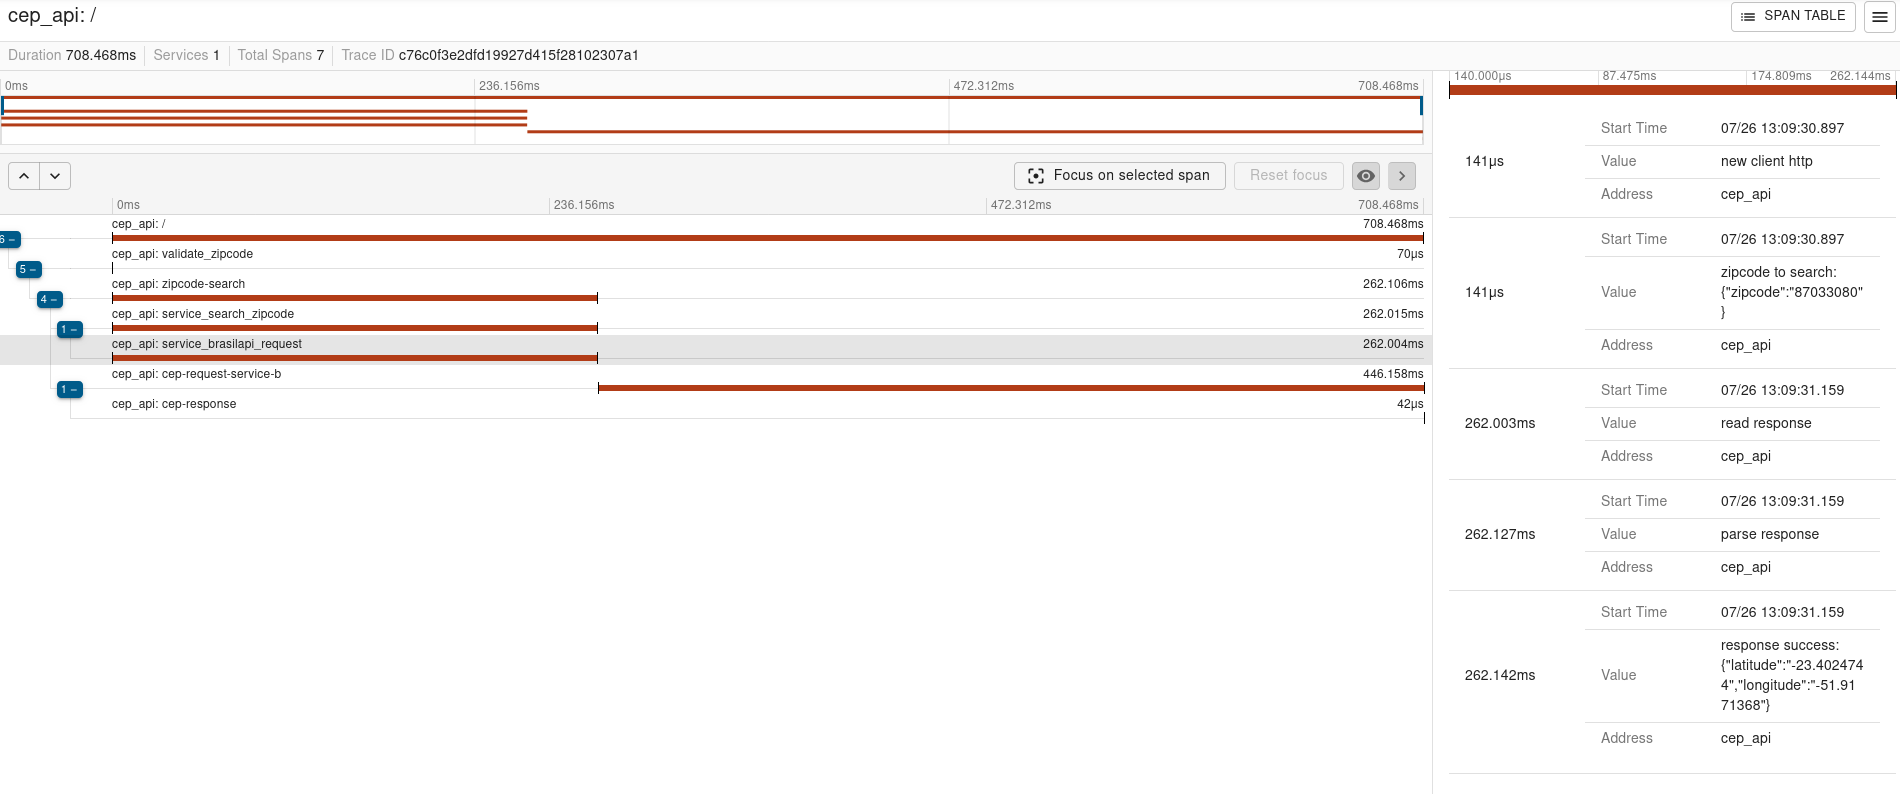 cep_api: /
SPAN TABLE
Duration 708.468ms Services 1 Total Spans 7 Trace ID c76c0f3e2dfd19927d415f28102307a1
0ms 236.156ms 472.312ms 708.468ms
Focus on selected span Reset focus
0ms 236.156ms 472.312ms 708.468ms
cep_api: / 708.468ms
6 –
cep_api: validate_zipcode 70µs
5 –
cep_api: zipcode-search 262.106ms
4 –
cep_api: service_search_zipcode 262.015ms
1 –
cep_api: service_brasilapi_request 262.004ms
cep_api: cep-request-service-b 446.158ms
1 –
cep_api: cep-response 42µs
140.000µs 87.475ms 174.809ms 262.144ms
Start Time 07/26 13:09:30.897
141µs Value new client http
Address cep_api
Start Time 07/26 13:09:30.897
zipcode to search:
141µs Value {"zipcode":"87033080"
}
Address cep_api
Start Time 07/26 13:09:31.159
262.003ms Value read response
Address cep_api
Start Time 07/26 13:09:31.159
262.127ms Value parse response
Address cep_api
Start Time 07/26 13:09:31.159
response success:
{"latitude":"-23.402474
262.142ms Value 4","longitude":"-51.91
71368"}
Address cep_api